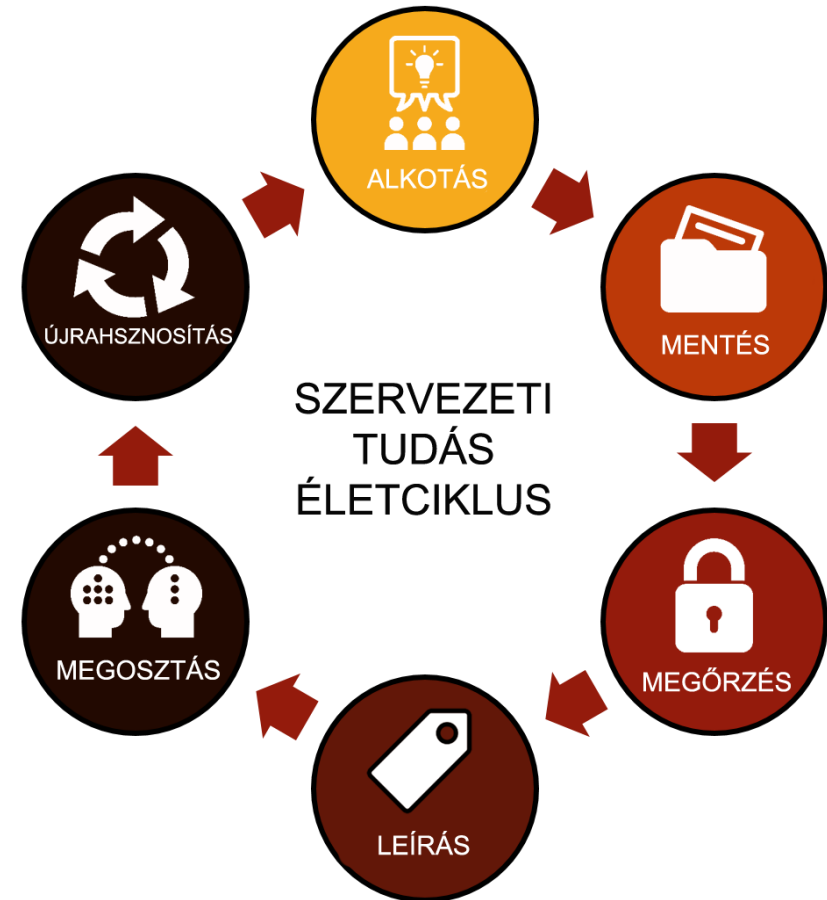 ALKOTÁS
MENTÉS
MEGŐRZÉS
LEÍRÁS
MEGOSZTÁS
ÚJRAHSZNOSÍTÁS
SZERVEZETI
TUDÁS
ÉLETCIKLUS